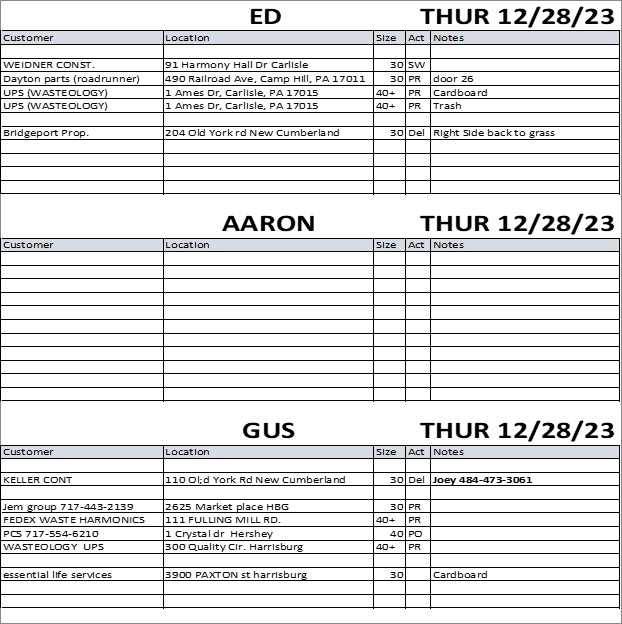 ED THUR 12/28/23
Customer Location Size Act Notes
WEIDNER CONST. 91 Harmony Hall Dr Carlisle 30 SW
Dayton parts (roadrunner) 490 Railroad Ave, Camp Hill, PA 17011 30 PR door 26
UPS (WASTEOLOGY) 1 Ames Dr, Carlisle, PA 17015 40+ PR Cardboard
UPS (WASTEOLOGY) 1 Ames Dr, Carlisle, PA 17015 40+ PR Trash
Bridgeport Prop. 204 Old York rd New Cumberland 30 Del Right Side back to grass
AARON THUR 12/28/23
Customer Location Size Act Notes
GUS THUR 12/28/23
Customer Location Size Act Notes
KELLER CONT 110 Ol;d York Rd New Cumberland 30 Del Joey 484-473-3061
Jem group 717-443-2139 2625 Market place HBG 30 PR
FEDEX WASTE HARMONICS 111 FULLING MILL RD. 40+ PR
PCS 717-554-6210 1 Crystal dr Hershey 40 PO
WASTEOLOGY UPS 300 Quality Cir. Harrisburg 40+ PR
essential life services 3900 PAXTON st harrisburg 30 Cardboard